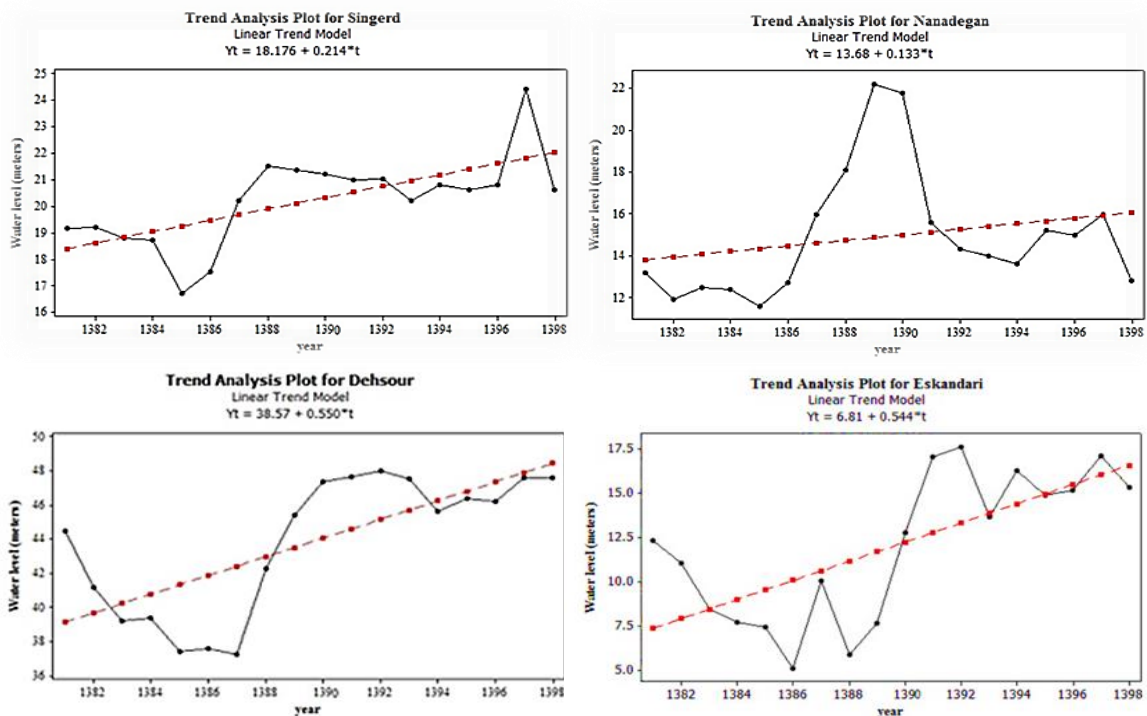 Trend Analysis Plot for Singerd
Linear Trend Model
Yt = 18.176 + 0.214*t
Water level (meters)
25
24
23
22
21
20
19
18
17
16
1382 1384 1386 1388 1390 1392 1394 1396 1398
year
Trend Analysis Plot for Nanadegan
Linear Trend Model
Yt = 13.68 + 0.133*t
Water level (meters)
22
20
18
16
14
12
1382 1384 1386 1388 1390 1392 1394 1396 1398
year
Trend Analysis Plot for Dehsour
Linear Trend Model
Yt = 38.57 + 0.550*t
Water level (meters)
50
48
46
44
42
40
38
36
1382 1384 1386 1388 1390 1392 1394 1396 1398
year
Trend Analysis Plot for Eskandari
Linear Trend Model
Yt = 6.81 + 0.544*t
Water level (meters)
17.5
15.0
12.5
10.0
7.5
5.0
1382 1384 1386 1388 1390 1392 1394 1396 1398
year